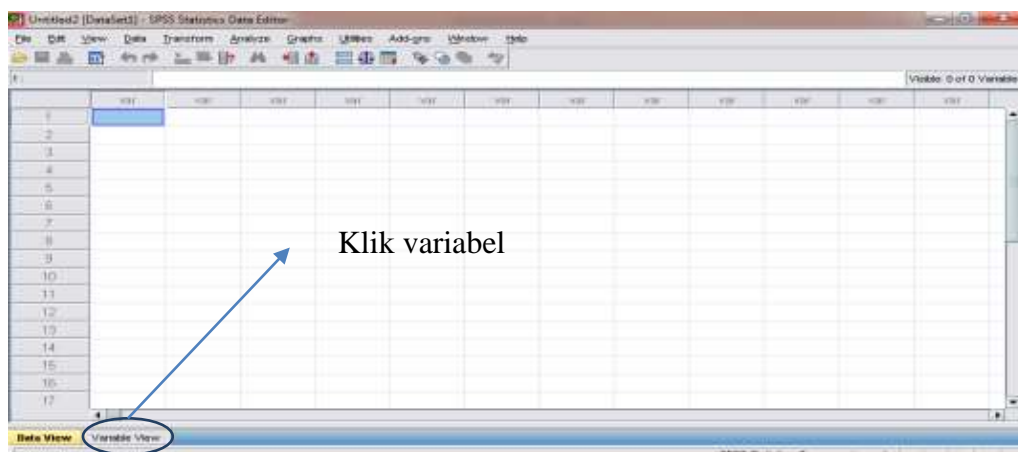 Untitled2 [DataSet3] - SPSS Statistics Data Editor
File Edit View Data Transform Analyze Graphs Utilities Add-gns Window Help
Visible: 0 of 0 Variable
var var var var var var var var var var var var
1
2
3
4
5
6
7
8
9
10
11
12
13
14
15
16
17
Klik variabel
Data View Variable View